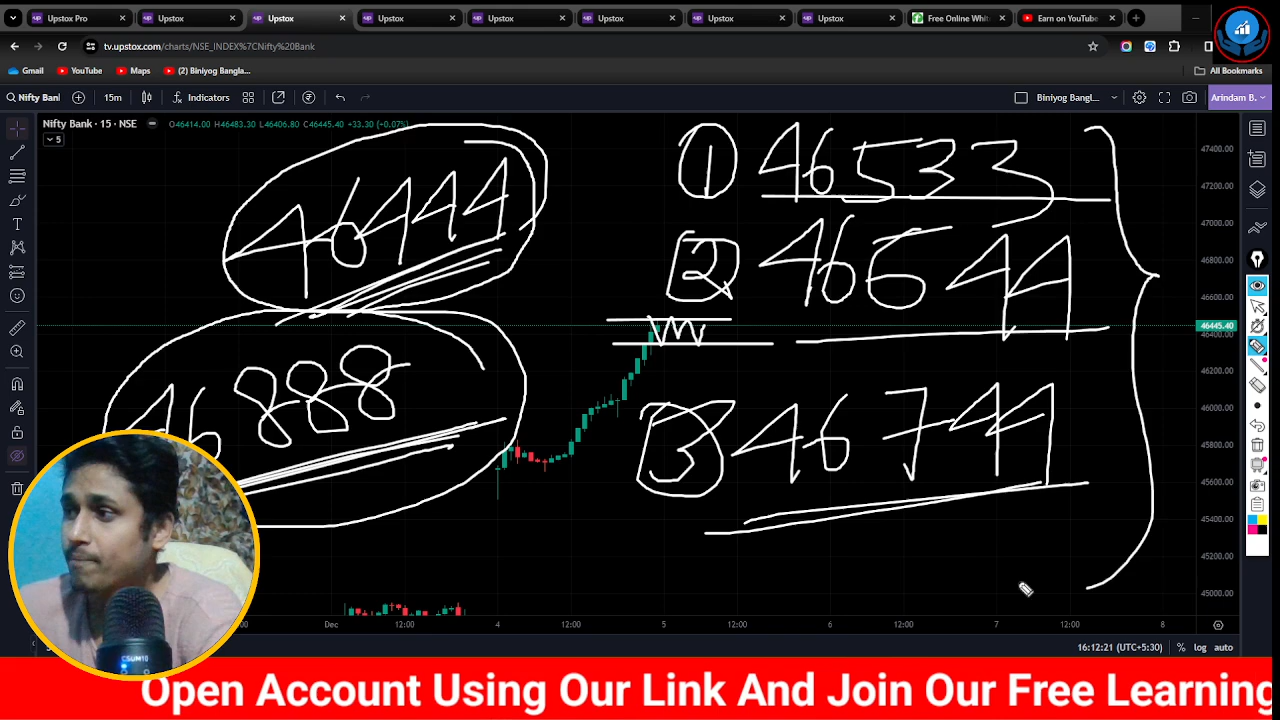 Upstox Pro
Upstox
Upstox
Upstox
Upstox
Upstox
Upstox
Upstox
Free Online Whit
Earn on YouTube
tv.upstox.com/charts/NSE_INDEX%7CNifty%20Bank
Gmail
YouTube
Maps
(2) Biniyog Bangla...
All Bookmarks
Nifty Banl
15m
Indicators
Biniyog Bangl...
Arindam B.
Nifty Bank · 15 · NSE
O46414.00 H46483.30 L46406.80 C46445.40 +33.30 (+0.07%)
5
46444
46888
1 46533
2 46644
3 46744
47400.00
47200.00
47000.00
46800.00
46600.00
46445.40
46400.00
46200.00
46000.00
45800.00
45600.00
45400.00
45200.00
45000.00
Dec
12:00
4
12:00
5
12:00
6
12:00
7
12:00
8
16:12:21 (UTC+5:30)
% log auto
CSUM10
Open Account Using Our Link And Join Our Free Learning